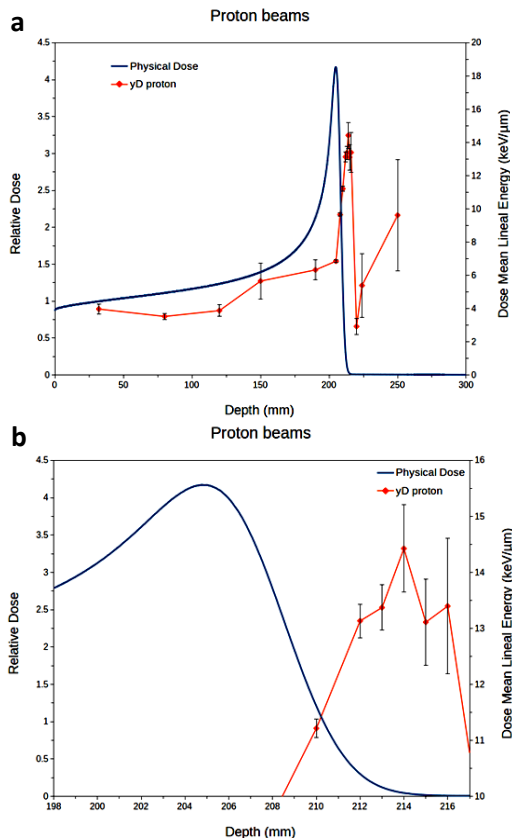 a
Proton beams
Physical Dose
yD proton
Relative Dose
4.5
4
3.5
3
2.5
2
1.5
1
0.5
0
Dose Mean Lineal Energy (keV/µm)
20
18
16
14
12
10
8
6
4
2
0
0 50 100 150 200 250 300
Depth (mm)
b
Proton beams
Physical Dose
yD proton
Relative Dose
4.5
4
3.5
3
2.5
2
1.5
1
0.5
0
Dose Mean Lineal Energy (keV/µm)
16
15
14
13
12
11
10
198 200 202 204 206 208 210 212 214 216
Depth (mm)